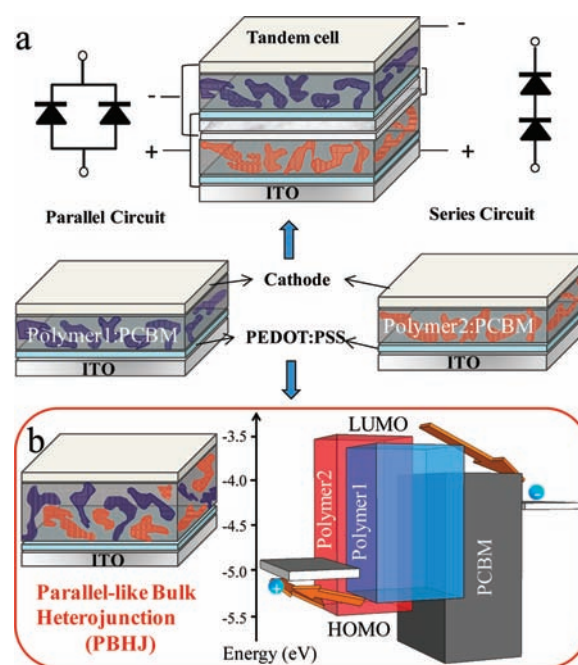 a
Tandem cell
-
-
+
+
ITO
Parallel Circuit
Series Circuit
Cathode
Polymer1:PCBM
Polymer2:PCBM
PEDOT:PSS
ITO
ITO
b
LUMO
-3.5
-4.0
-4.5
-5.0
-5.5
Polymer2
Polymer1
PCBM
-
+
ITO
Parallel-like Bulk
Heterojunction
(PBHJ)
HOMO
Energy (eV)